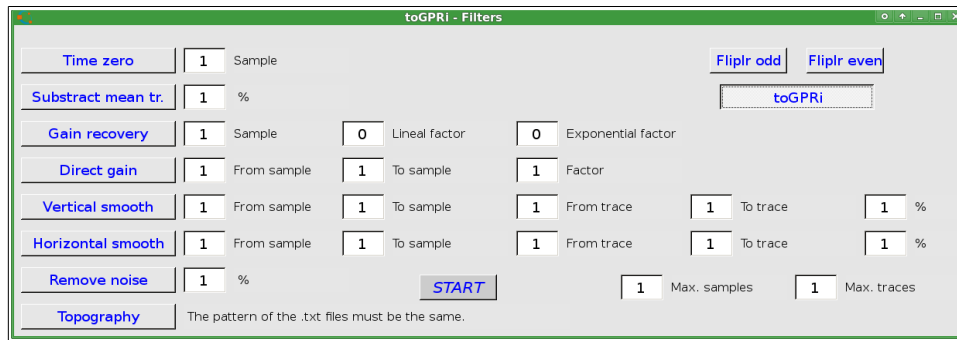 toGPRi - Filters
Time zero 1 Sample Fliplr odd Fliplr even
Substract mean tr. 1 % toGPRi
Gain recovery 1 Sample 0 Lineal factor 0 Exponential factor
Direct gain 1 From sample 1 To sample 1 Factor
Vertical smooth 1 From sample 1 To sample 1 From trace 1 To trace 1 %
Horizontal smooth 1 From sample 1 To sample 1 From trace 1 To trace 1 %
Remove noise 1 % START 1 Max. samples 1 Max. traces
Topography The pattern of the .txt files must be the same.